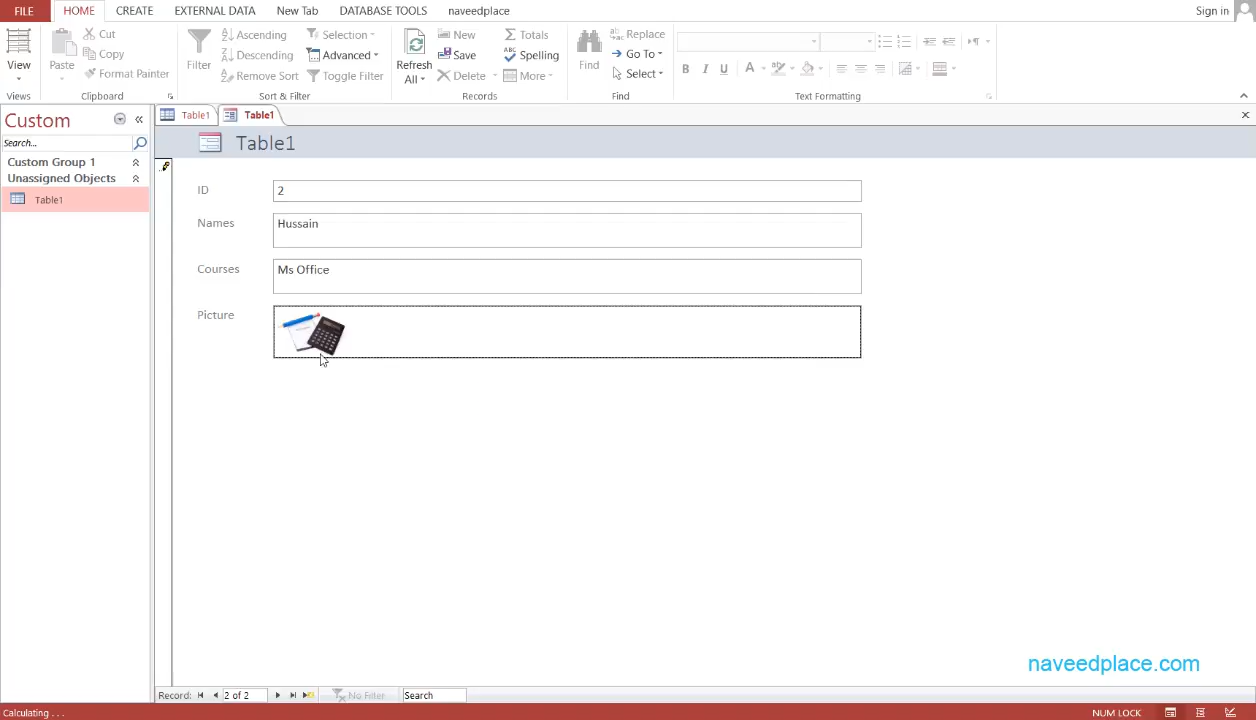 FILE HOME CREATE EXTERNAL DATA New Tab DATABASE TOOLS naveedplace Sign in
View
Views
Paste
Cut
Copy
Format Painter
Clipboard
Filter
Ascending
Descending
Remove Sort
Selection
Advanced
Toggle Filter
Sort & Filter
Refresh
All
New
Save
Delete
Totals
Spelling
More
Records
Find
Replace
Go To
Select
Find
B I U A
Text Formatting
Custom
Search...
Custom Group 1
Unassigned Objects
Table1
Table1 Table1
Table1
ID 2
Names Hussain
Courses Ms Office
Picture
naveedplace.com
Record: 2 of 2 No Filter Search
Calculating . . . NUM LOCK